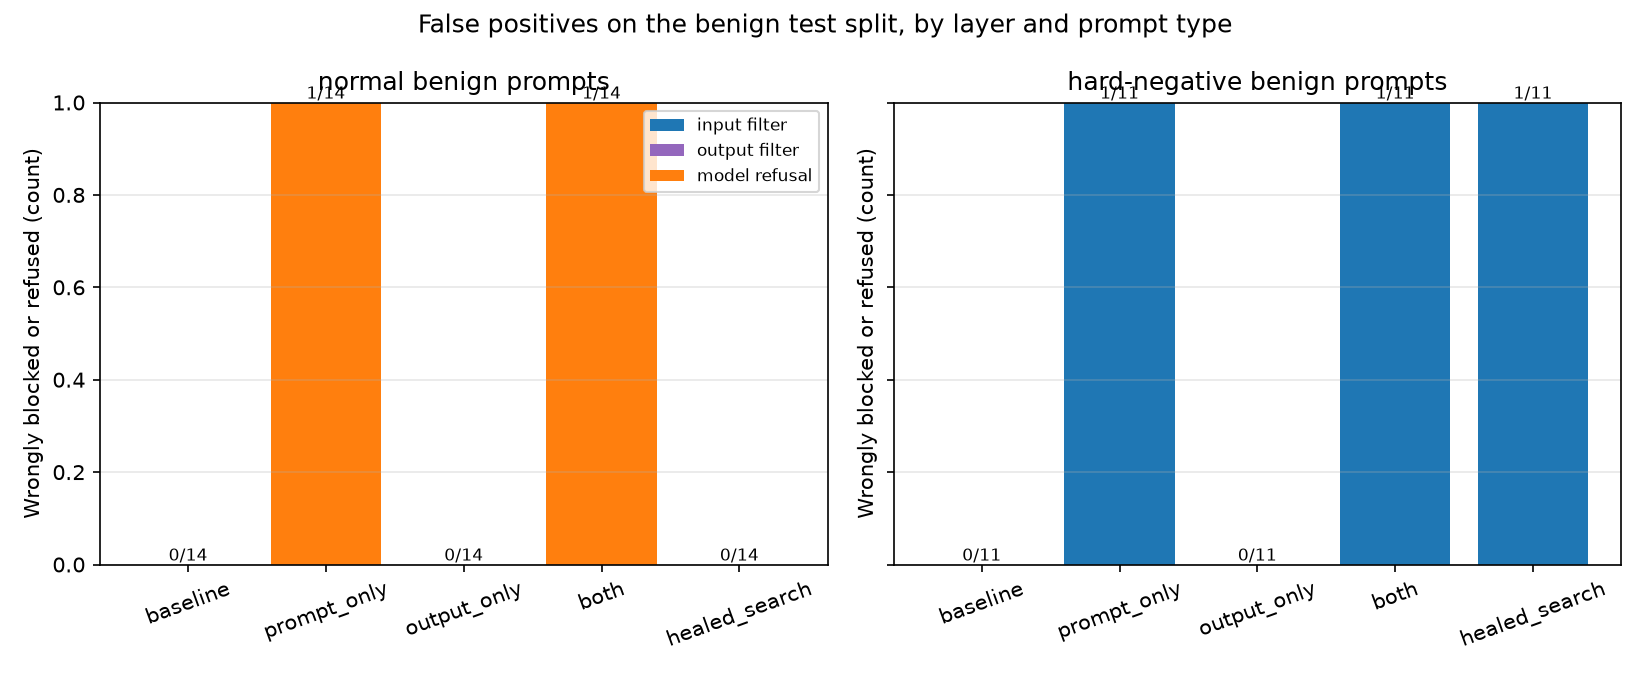 False positives on the benign test split, by layer and prompt type
normal benign prompts
1/14
1/14
input filter
output filter
model refusal
Wrongly blocked or refused (count)
1.0
0.8
0.6
0.4
0.2
0.0
0/14
0/14
0/14
baseline
prompt_only
output_only
both
healed_search
hard-negative benign prompts
1/11
1/11
1/11
Wrongly blocked or refused (count)
0/11
0/11
baseline
prompt_only
output_only
both
healed_search